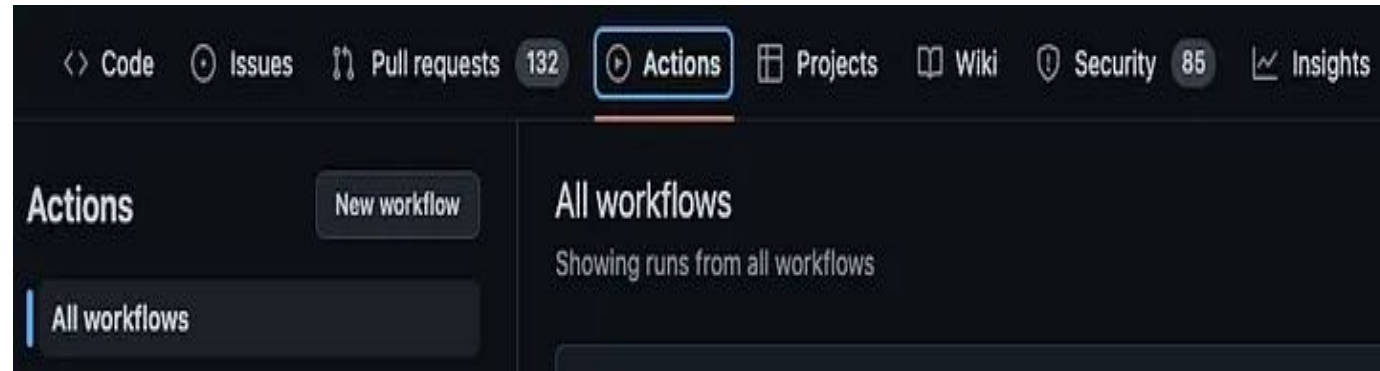 Code Issues Pull requests 132 Actions Projects Wiki Security 85 Insights
Actions
New workflow
All workflows
All workflows
Showing runs from all workflows